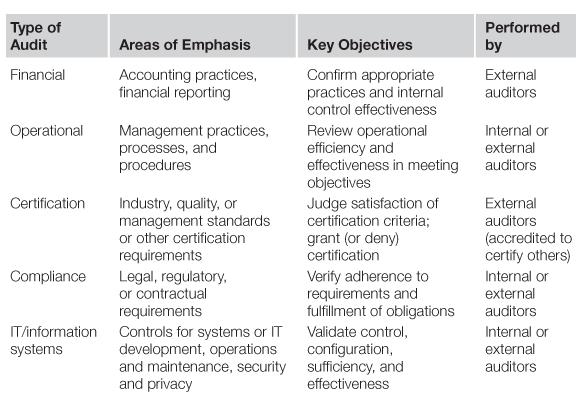 Type of Audit
Areas of Emphasis
Key Objectives
Performed by
Financial
Accounting practices,
financial reporting
Confirm appropriate
practices and internal
control effectiveness
External
auditors
Operational
Management practices,
processes, and
procedures
Review operational
efficiency and
effectiveness in meeting
objectives
Internal or
external
auditors
Certification
Industry, quality, or
management standards
or other certification
requirements
Judge satisfaction of
certification criteria;
grant (or deny)
certification
External
auditors
(accredited to
certify others)
Compliance
Legal, regulatory,
or contractual
requirements
Verify adherence to
requirements and
fulfillment of obligations
Internal or
external
auditors
IT/information
systems
Controls for systems or IT
development, operations
and maintenance, security
and privacy
Validate control,
configuration,
sufficiency, and
effectiveness
Internal or
external
auditors